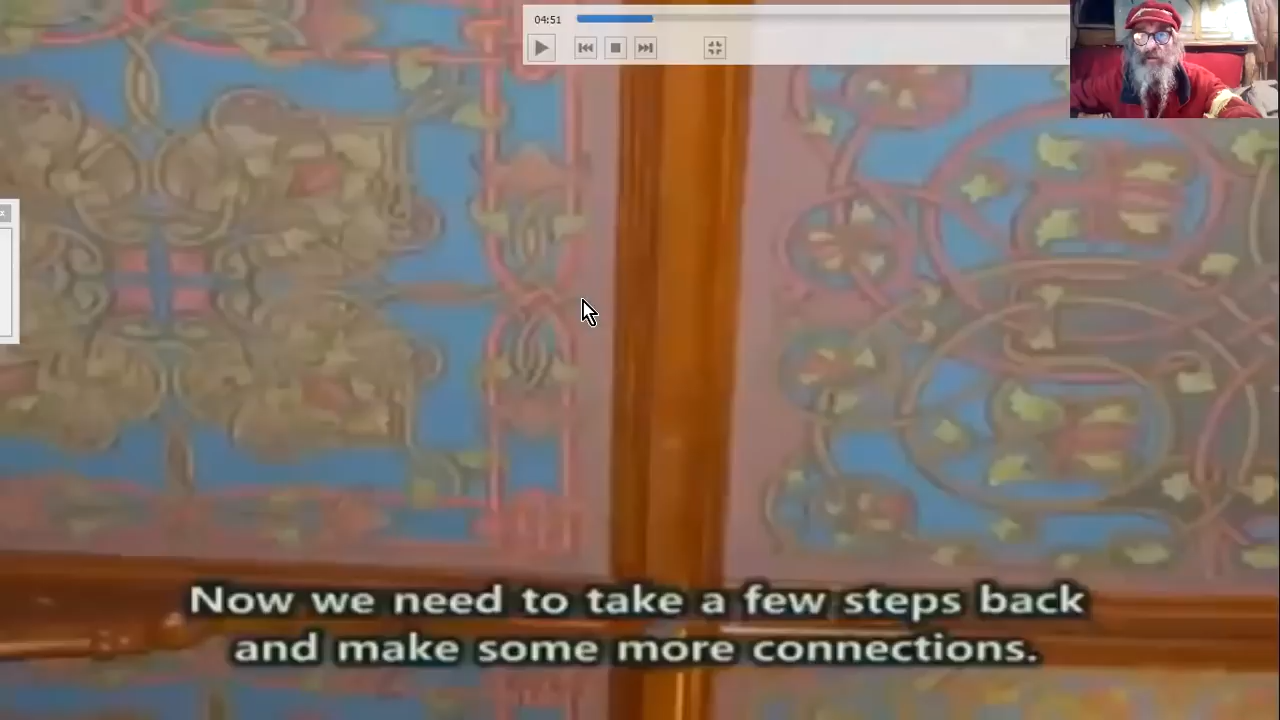 04:51
x
Now we need to take a few steps back
and make some more connections.